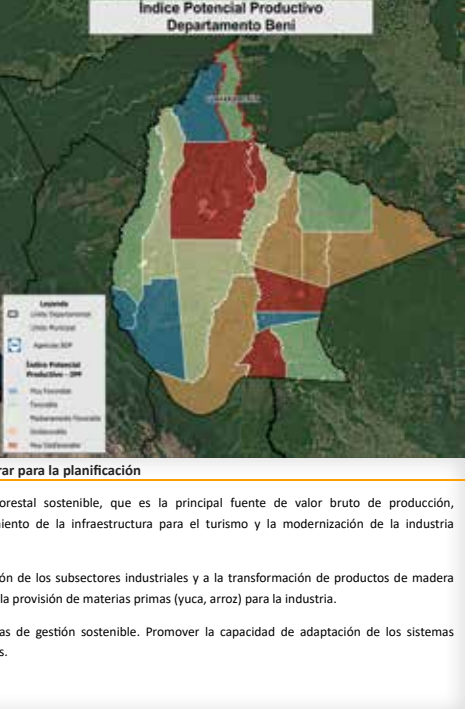 Índice Potencial Productivo
Departamento Beni
Leyenda
Límite Departamental
Límite Municipal
Agencias BDP
Índice Potencial
Productivo - IPP
Muy Favorable
Favorable
Medianamente Favorable
Desfavorable
Muy Desfavorable
rar para la planificación
orestal sostenible, que es la principal fuente de valor bruto de producción,
iento de la infraestructura para el turismo y la modernización de la industria
ón de los subsectores industriales y a la transformación de productos de madera
la provisión de materias primas (yuca, arroz) para la industria.
as de gestión sostenible. Promover la capacidad de adaptación de los sistemas
s.